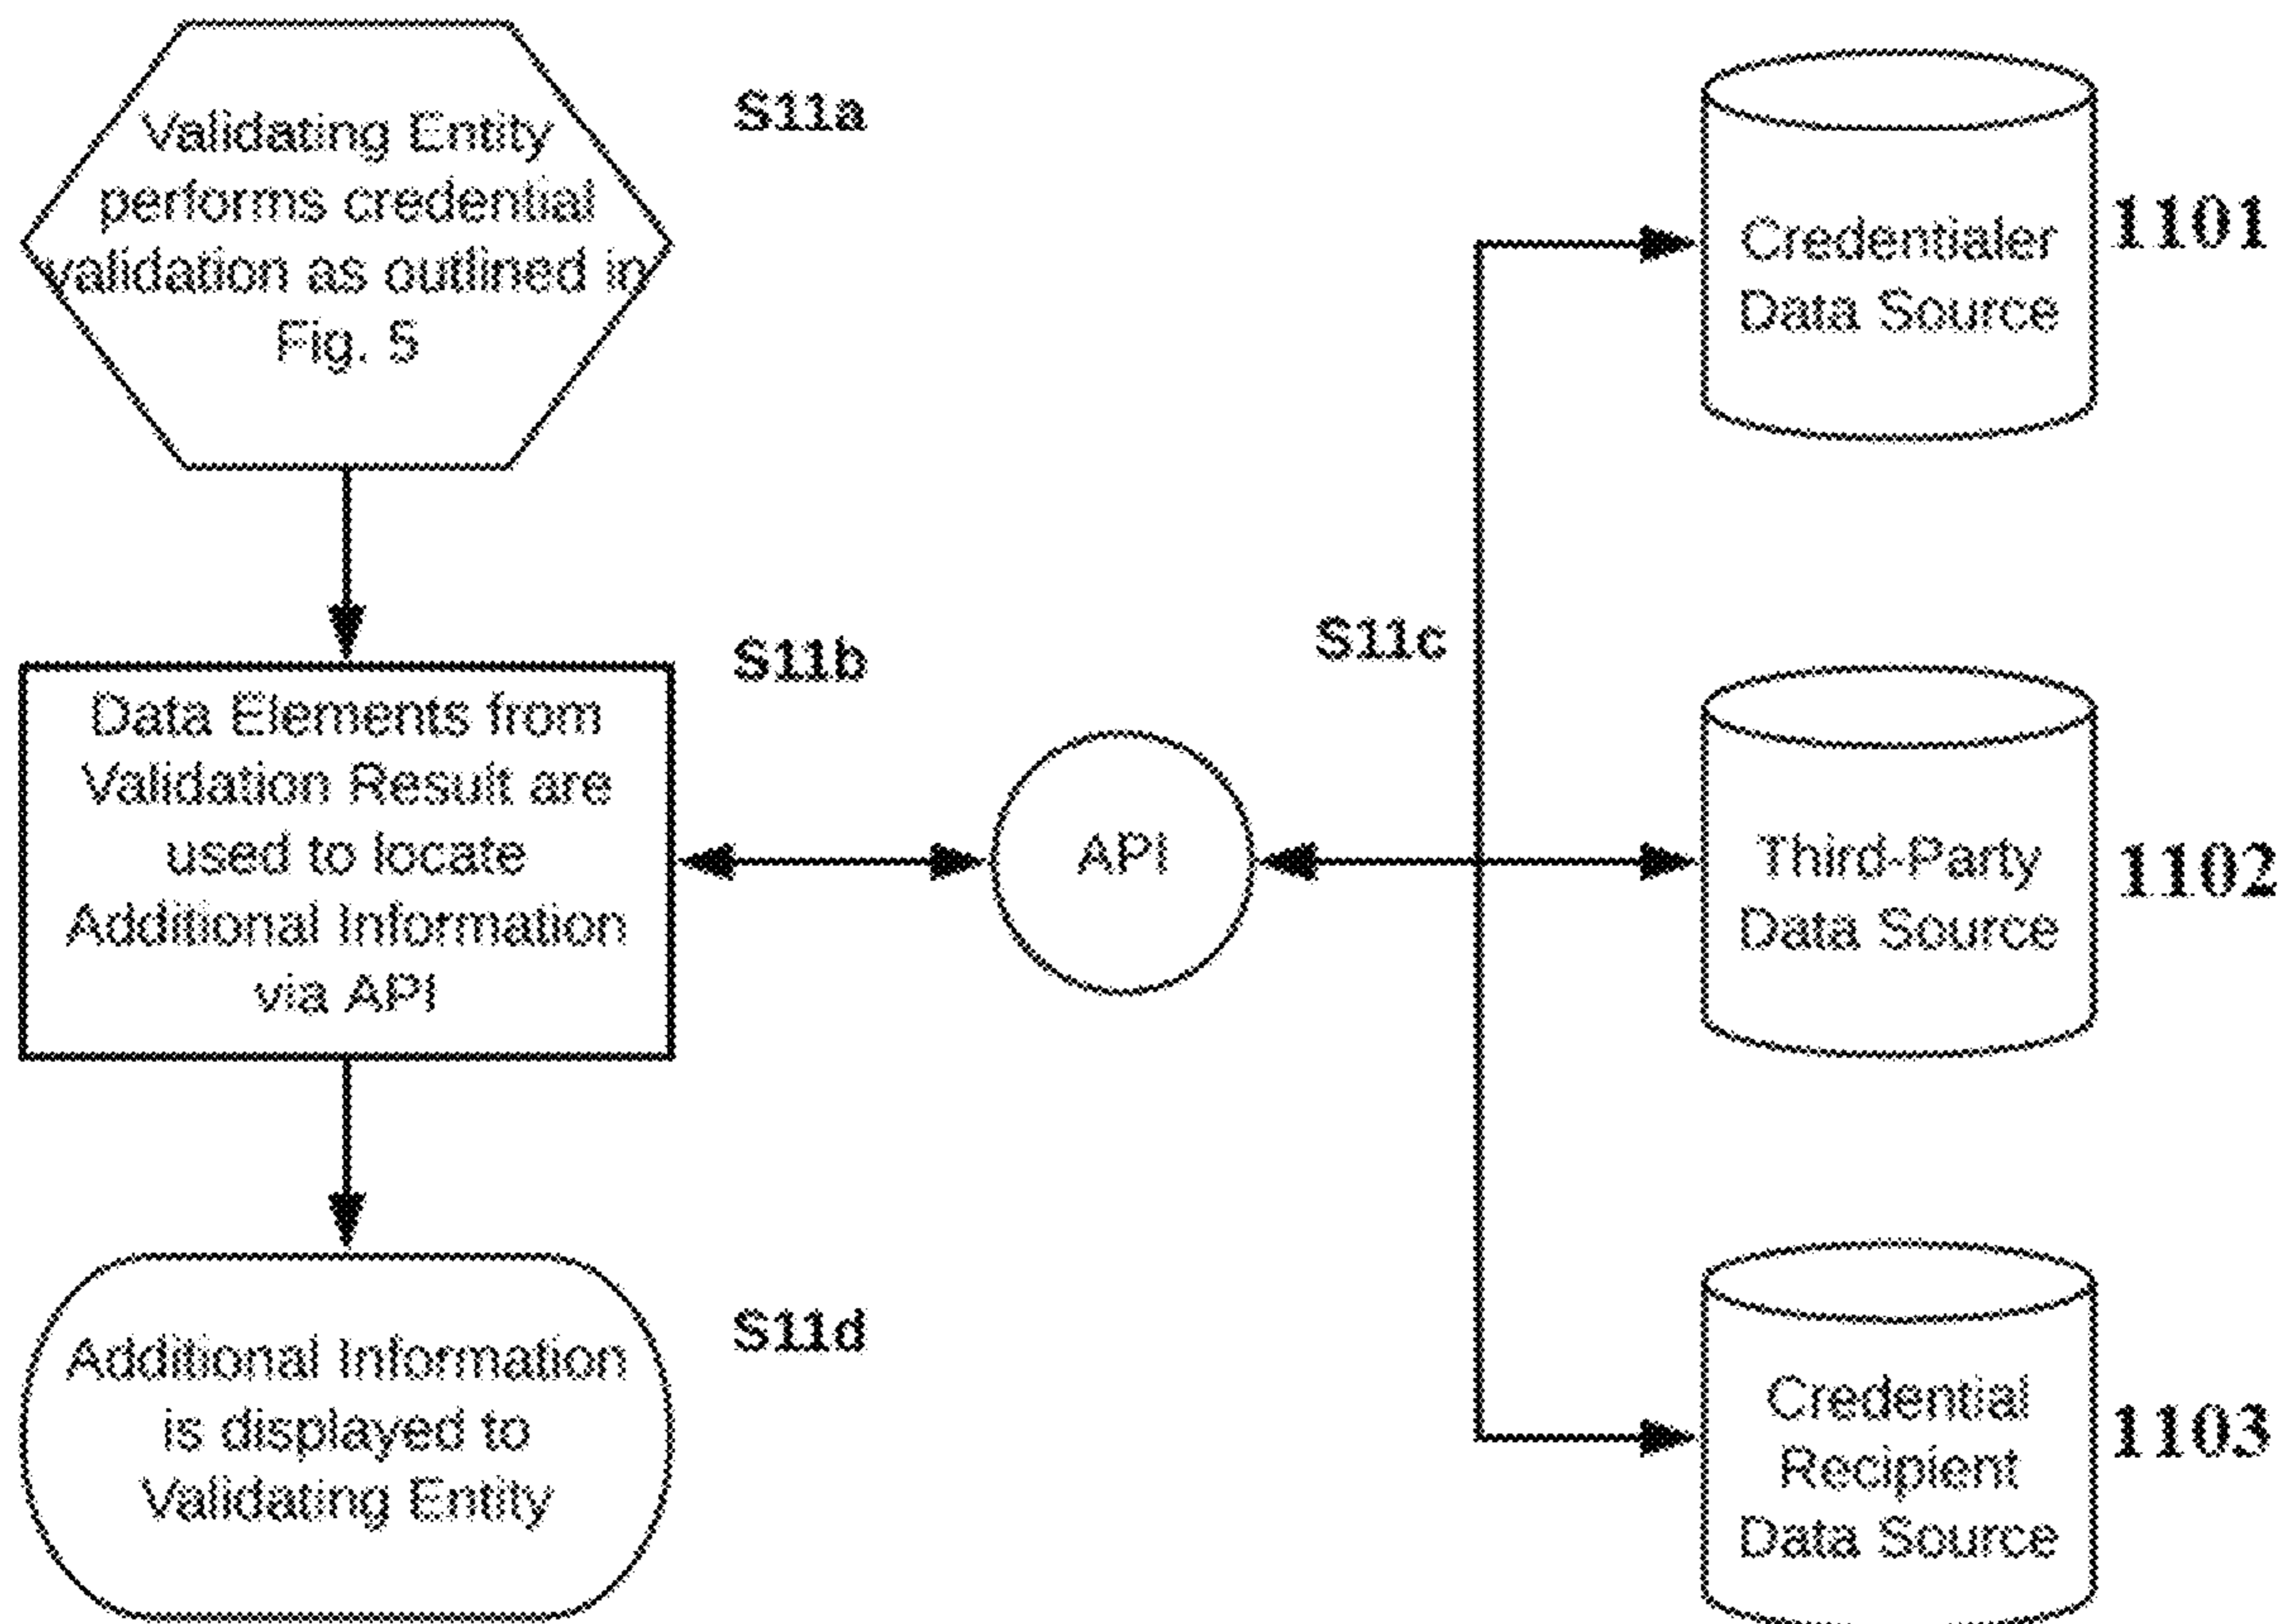 Validating Entity
performs credential
validation as outlined in
Fig. 5
S11a
Data Elements from
Validation Result are
used to locate
Additional Information
via API
S11b
API
S11c
Credentialer
Data Source
1101
Third-Party
Data Source
1102
Credential
Recipient
Data Source
1103
Additional Information
is displayed to
Validating Entity
S11d